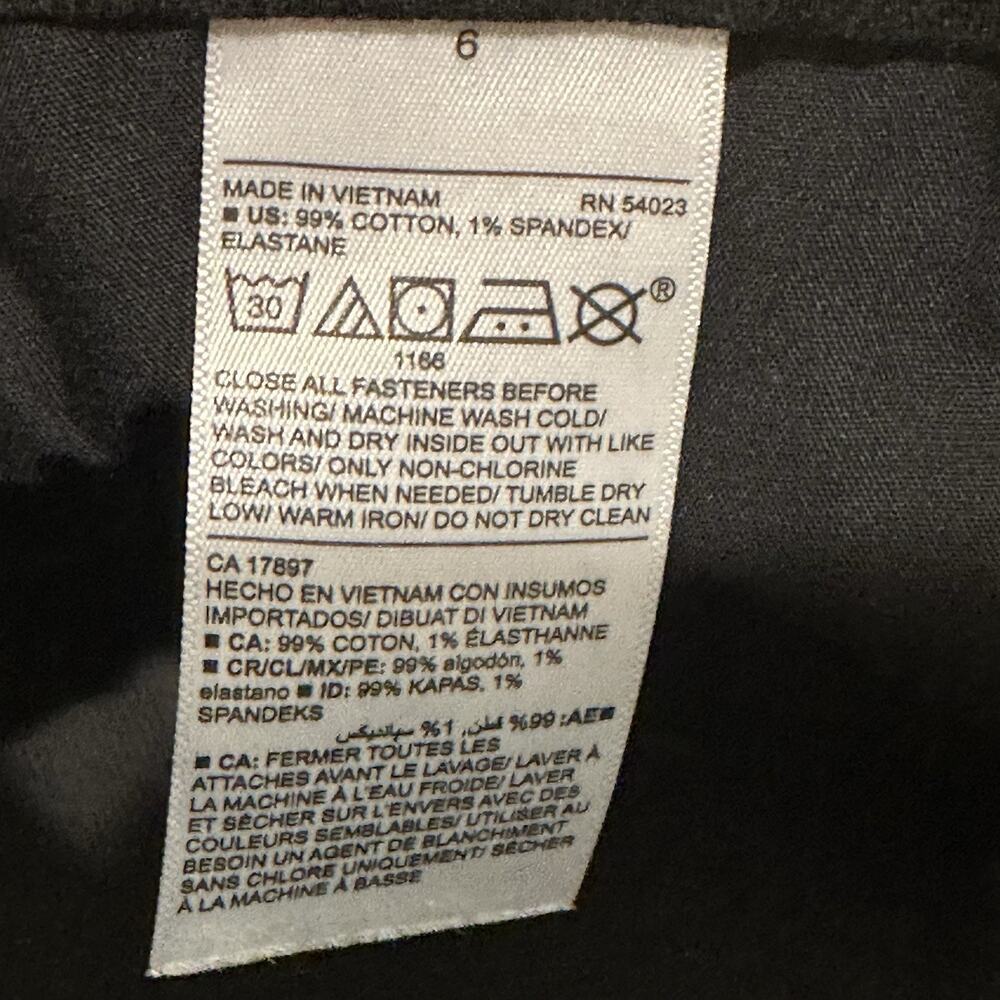 6
MADE IN VIETNAM RN 54023
■ US: 99% COTTON, 1% SPANDEX/
ELASTANE
30 ®
1166
CLOSE ALL FASTENERS BEFORE
WASHING/ MACHINE WASH COLD/
WASH AND DRY INSIDE OUT WITH LIKE
COLORS/ ONLY NON-CHLORINE
BLEACH WHEN NEEDED/ TUMBLE DRY
LOW/ WARM IRON/ DO NOT DRY CLEAN
CA 17897
HECHO EN VIETNAM CON INSUMOS
IMPORTADOS/ DIBUAT DI VIETNAM
■ CA: 99% COTON, 1% ÉLASTHANNE
■ CR/CL/MX/PE: 99% algodón, 1%
elastano ■ ID: 99% KAPAS, 1%
SPANDEKS
■AE: 99% قطن, 1% سپانديكس
■ CA: FERMER TOUTES LES
ATTACHES AVANT LE LAVAGE/ LAVER À
LA MACHINE À L'EAU FROIDE/ LAVER
ET SÉCHER SUR L'ENVERS AVEC DES
COULEURS SEMBLABLES/ UTILISER AU
BESOIN UN AGENT DE BLANCHIMENT
SANS CHLORE UNIQUEMENT/ SÉCHER
À LA MACHINE À BASSE